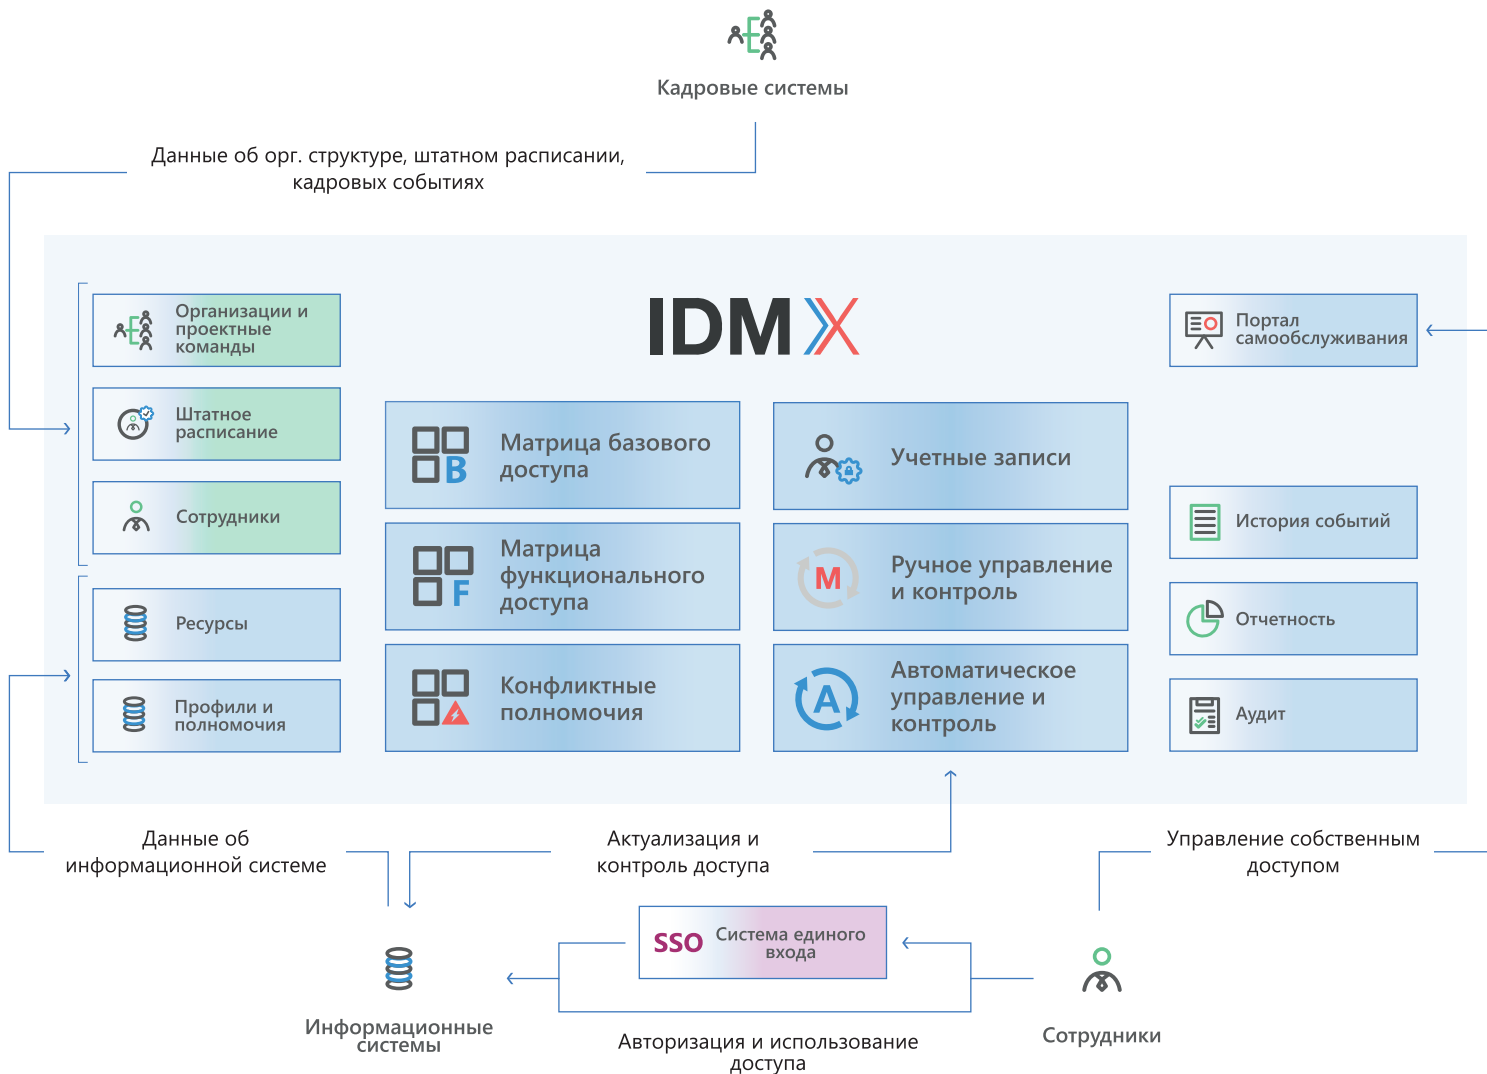 Кадровые системы
Данные об орг. структуре, штатном расписании,
кадровых событиях
IDM X
Организации и
проектные
команды
Штатное
расписание
Сотрудники
Ресурсы
Профили и
полномочия
B
Матрица базового
доступа
F
Матрица
функционального
доступа
Конфликтные
полномочия
Учетные записи
M
Ручное управление
и контроль
A
Автоматическое
управление и
контроль
Портал
самообслуживания
История событий
Отчетность
Аудит
Данные об
информационной системе
Актуализация и
контроль доступа
Управление собственным
доступом
SSO
Система единого
входа
Информационные
системы
Авторизация и использование
доступа
Сотрудники